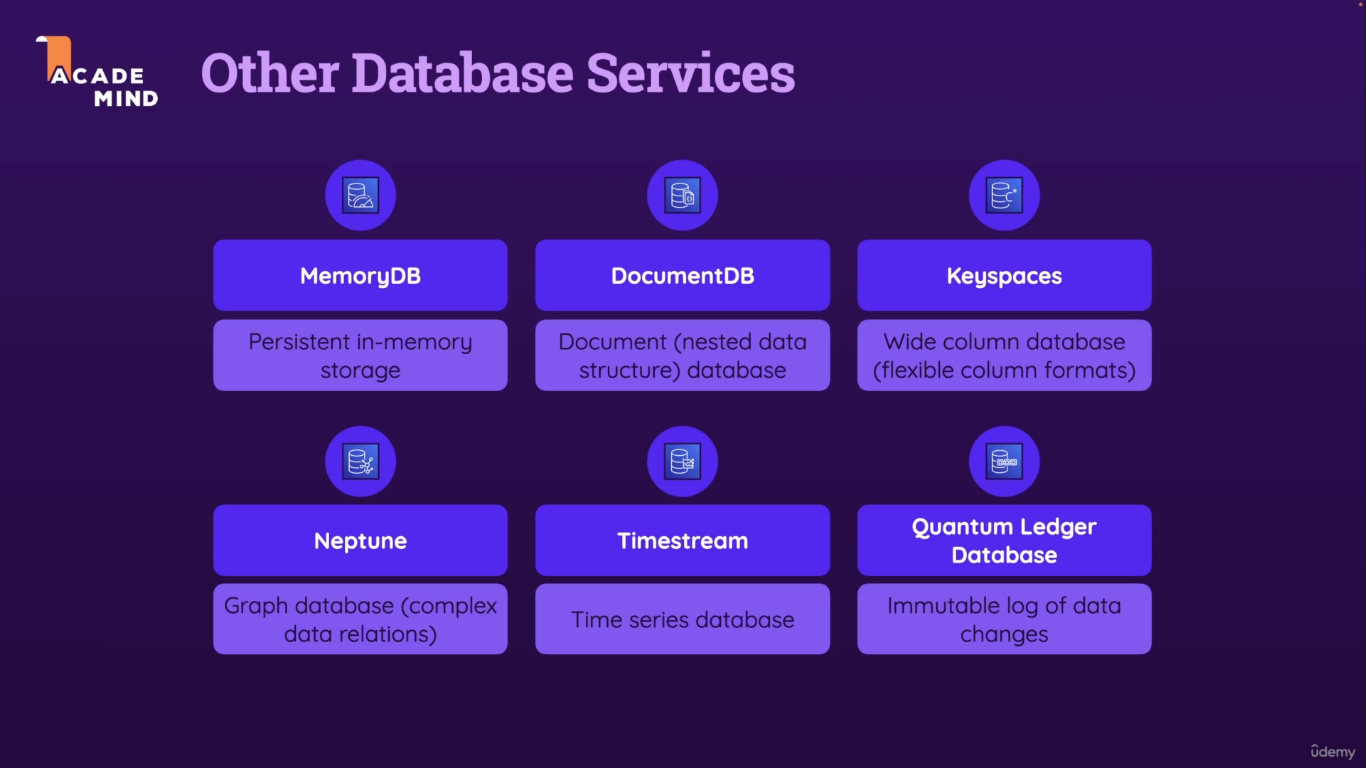 ACADE
MIND
Other Database Services
MemoryDB
Persistent in-memory
storage
DocumentDB
Document (nested data
structure) database
Keyspaces
Wide column database
(flexible column formats)
Neptune
Graph database (complex
data relations)
Timestream
Time series database
Quantum Ledger
Database
Immutable log of data
changes
ûdemy